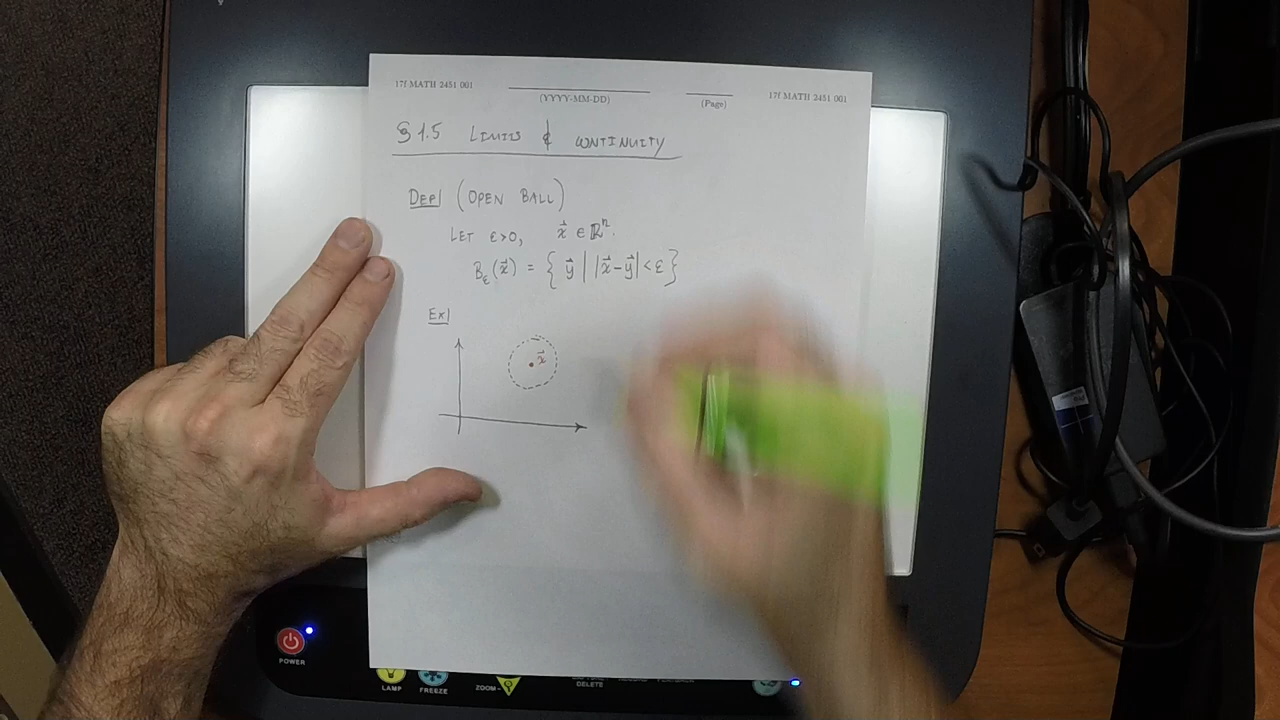 17f MATH 2451 001
(YYYY-MM-DD)
(Page)
17f MATH 2451 001
§ 1.5 LIMITS & CONTINUITY
DEF| (OPEN BALL)
LET ε>0, x⃗ ∈ ℝⁿ.
B_ε(x⃗) = { y⃗ | |x⃗-y⃗| < ε }
EX|
x⃗
POWER
LAMP
FREEZE
ZOOM
DELETE